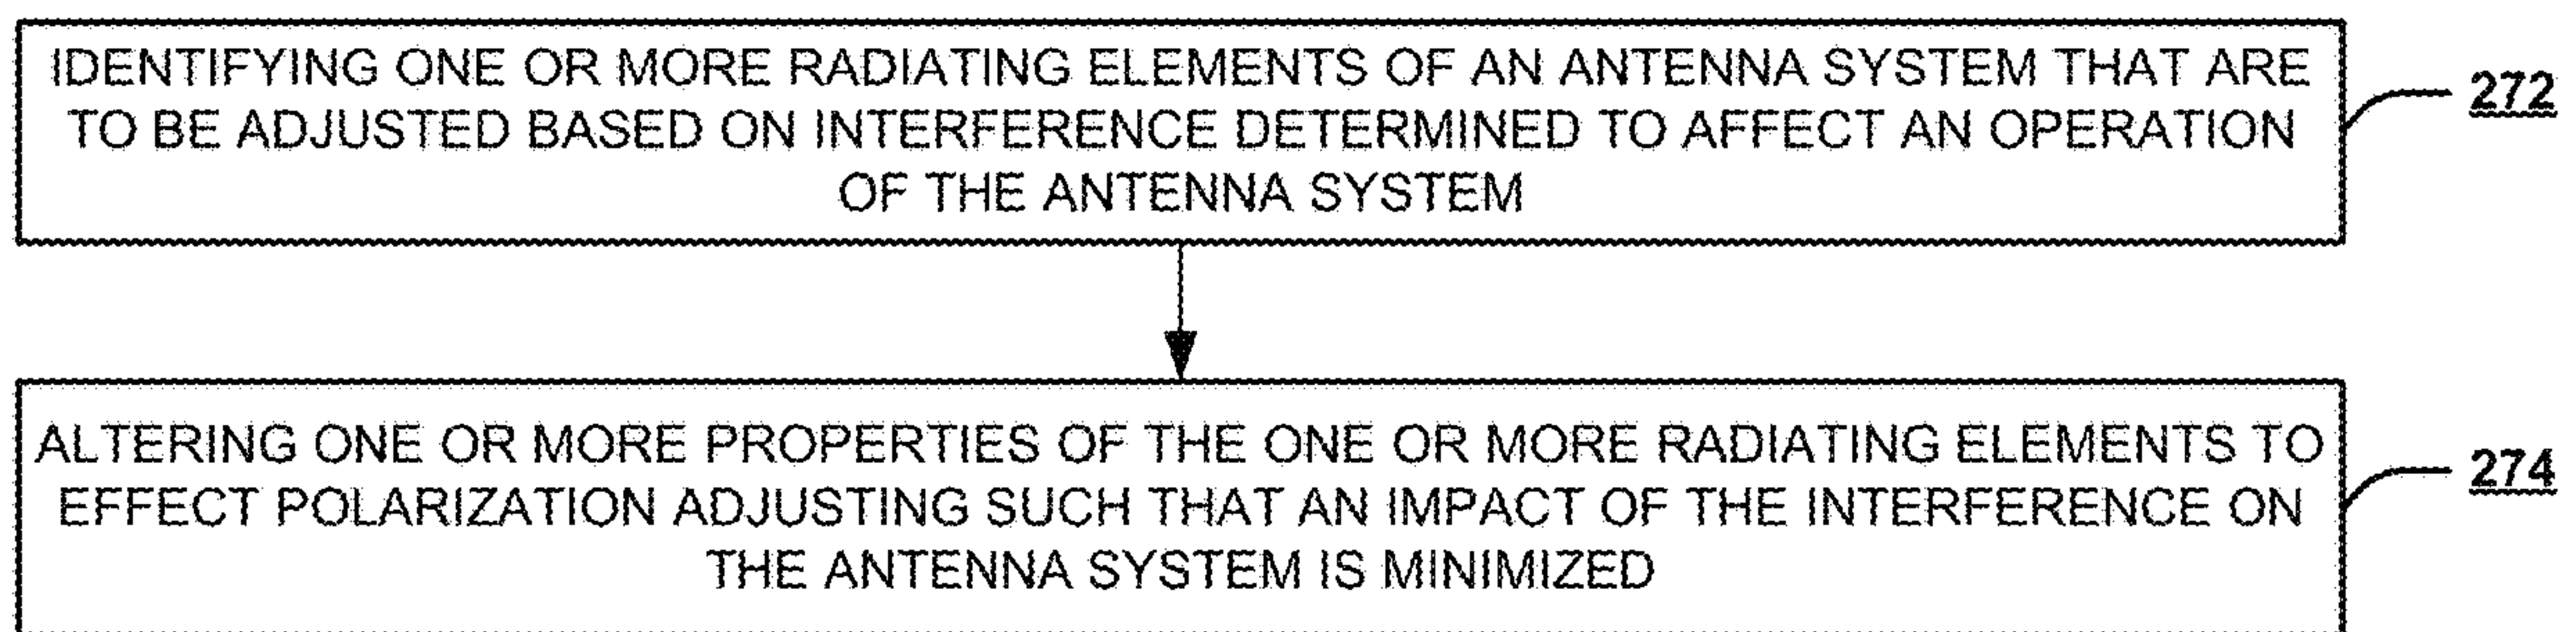 IDENTIFYING ONE OR MORE RADIATING ELEMENTS OF AN ANTENNA SYSTEM THAT ARE
TO BE ADJUSTED BASED ON INTERFERENCE DETERMINED TO AFFECT AN OPERATION
OF THE ANTENNA SYSTEM
272
ALTERING ONE OR MORE PROPERTIES OF THE ONE OR MORE RADIATING ELEMENTS TO
EFFECT POLARIZATION ADJUSTING SUCH THAT AN IMPACT OF THE INTERFERENCE ON
THE ANTENNA SYSTEM IS MINIMIZED
274